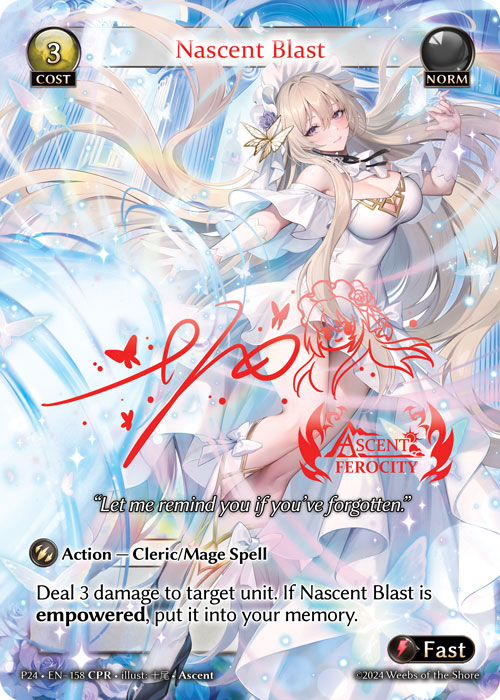 3
COST
Nascent Blast
NORM
ASCENT
FEROCITY
“Let me remind you if you’ve forgotten.”
Action — Cleric/Mage Spell
Deal 3 damage to target unit. If Nascent Blast is
empowered, put it into your memory.
Fast
P24 • EN-158 CPR • illust: 十尾 • Ascent
©2024 Weebs of the Shore